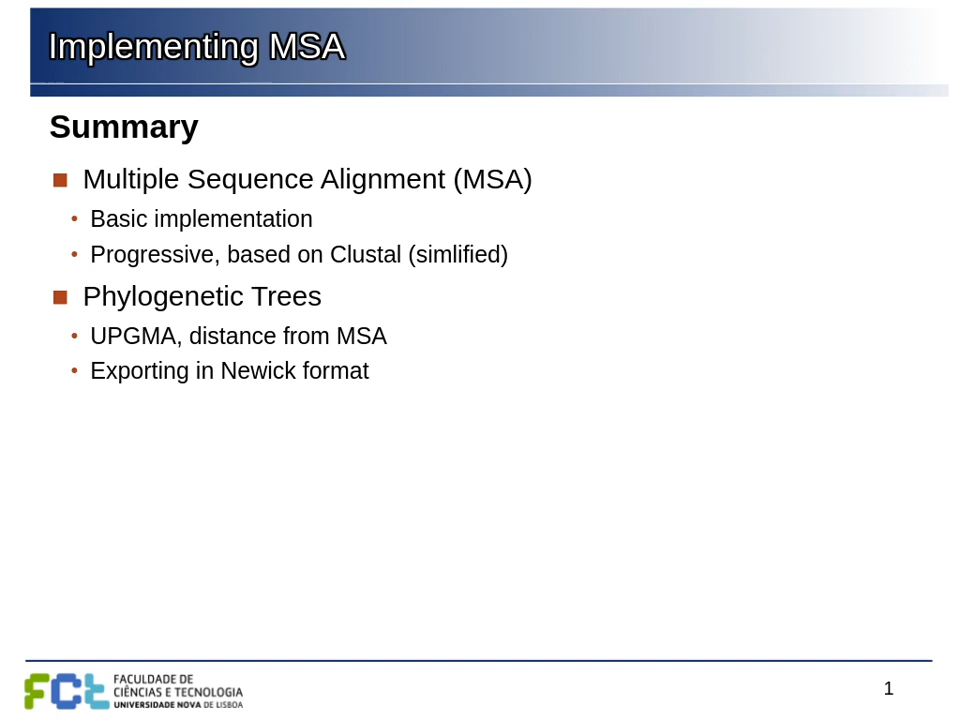 Implementing MSA
Summary
Multiple Sequence Alignment (MSA)
Basic implementation
Progressive, based on Clustal (simlified)
Phylogenetic Trees
UPGMA, distance from MSA
Exporting in Newick format
FCt
FACULDADE DE
CIÊNCIAS E TECNOLOGIA
UNIVERSIDADE NOVA DE LISBOA
1